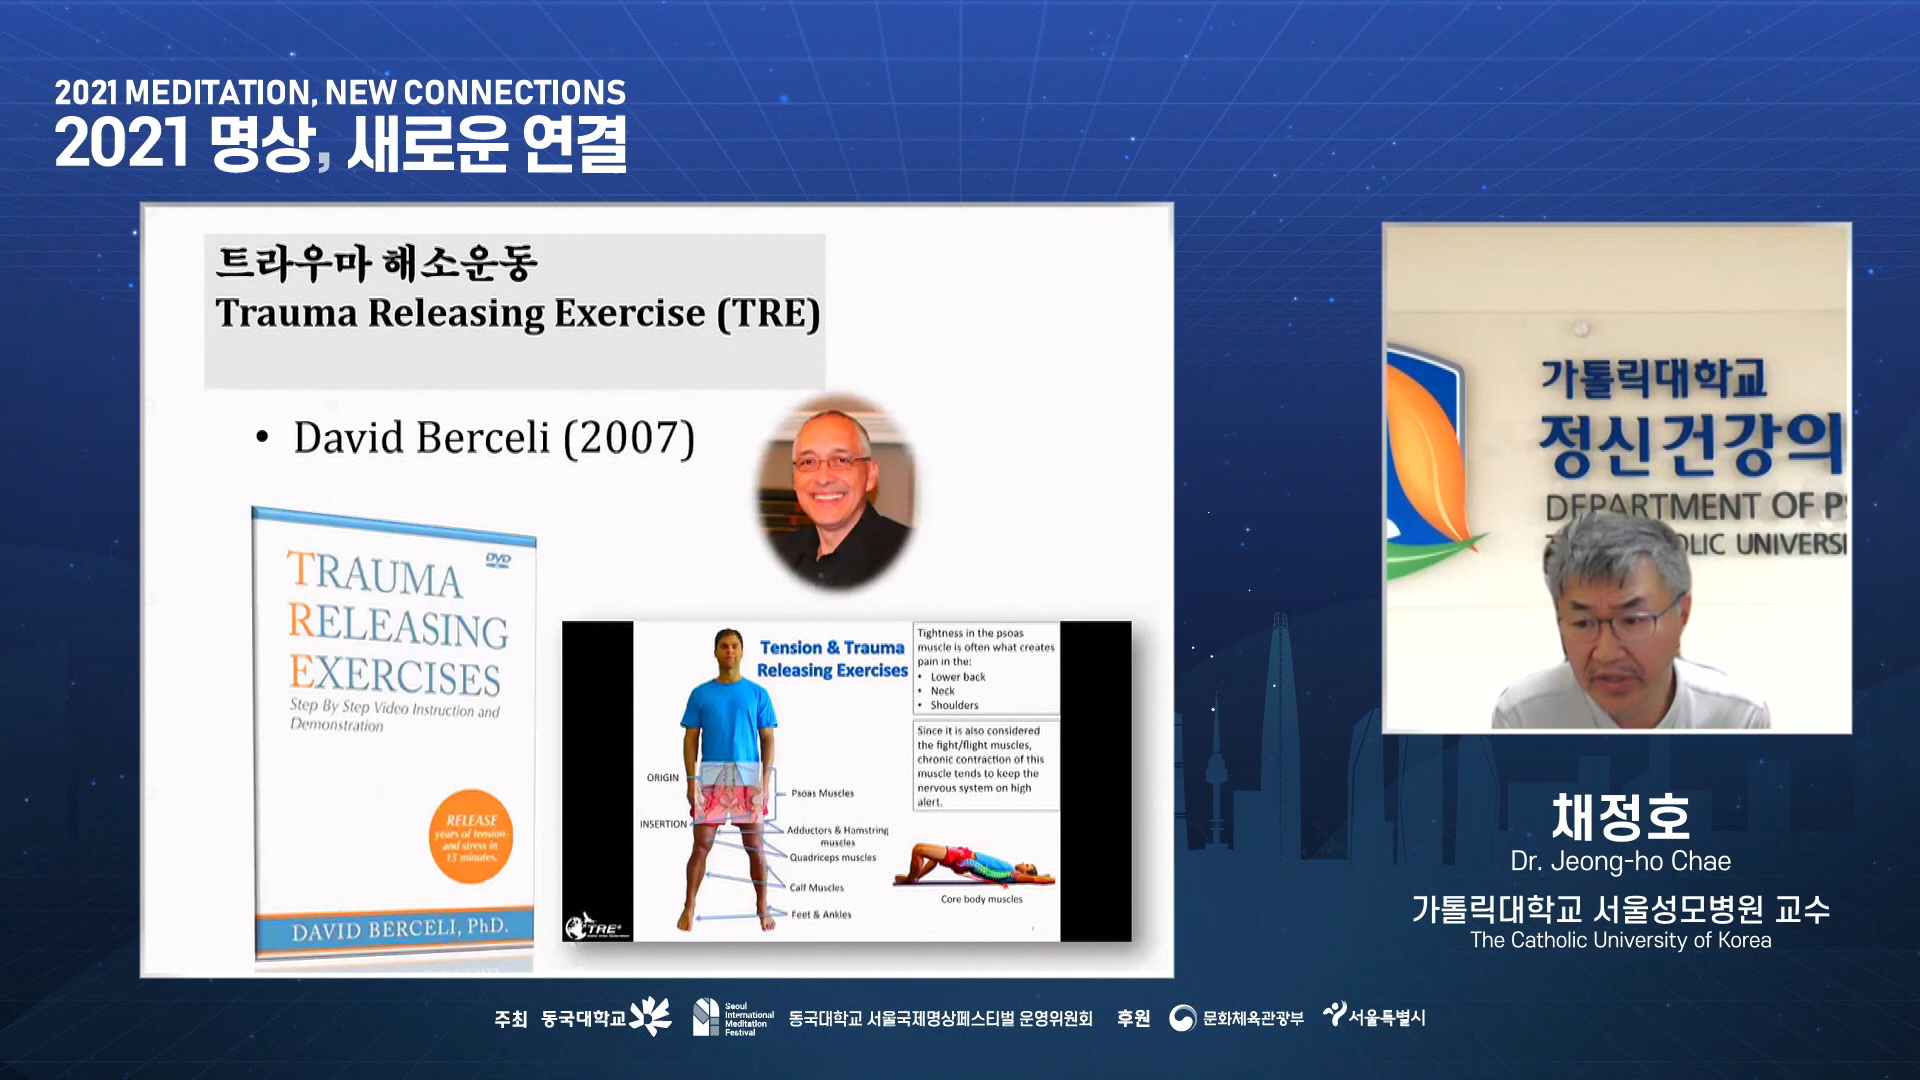 2021 MEDITATION, NEW CONNECTIONS
2021 명상, 새로운 연결
트라우마 해소운동
Trauma Releasing Exercise (TRE)
• David Berceli (2007)
DVD
TRAUMA
RELEASING
EXERCISES
Step By Step Video Instruction and
Demonstration
RELEASE
years of tension
and stress in
15 minutes.
DAVID BERCELI, PhD.
Tension & Trauma
Releasing Exercises
Tightness in the psoas
muscle is often what creates
pain in the:
• Lower back
• Neck
• Shoulders
Since it is also considered
the fight/flight muscles,
chronic contraction of this
muscle tends to keep the
nervous system on high
alert.
ORIGIN
INSERTION
Psoas Muscles
Adductors & Hamstring
muscles
Quadriceps muscles
Calf Muscles
Feet & Ankles
Core body muscles
TRE
가톨릭대학교
정신건강의
DEPARTMENT OF PS
OLIC UNIVERSI
채정호
Dr. Jeong-ho Chae
가톨릭대학교 서울성모병원 교수
The Catholic University of Korea
주최 동국대학교 Seoul
International
Meditation
Festival
동국대학교 서울국제명상페스티벌 운영위원회 후원 문화체육관광부 서울특별시